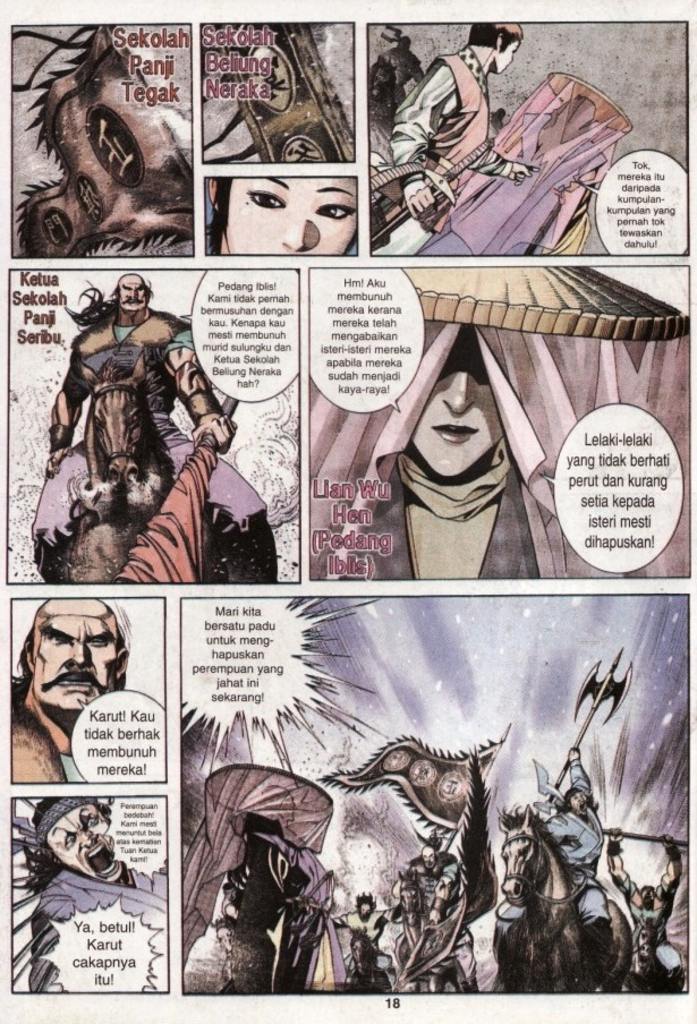 Sekolah
Panji
Tegak
Sekolah
Beliung
Neraka
Tok,
mereka itu
daripada
kumpulan-
kumpulan yang
pernah tok
tewaskan
dahulu!
Ketua
Sekolah
Panji
Seribu.
Pedang Iblis!
Kami tidak pernah
bermusuhan dengan
kau. Kenapa kau
mesti membunuh
murid sulungku dan
Ketua Sekolah
Beliung Neraka
hah?
Hm! Aku
membunuh
mereka kerana
mereka telah
mengabaikan
isteri-isteri mereka
apabila mereka
sudah menjadi
kaya-raya!
Lian Wu
Hen
(Pedang
Iblis)
Lelaki-lelaki
yang tidak berhati
perut dan kurang
setia kepada
isteri mesti
dihapuskan!
Karut! Kau
tidak berhak
membunuh
mereka!
Perempuan
bedebah!
Kami mesti
menuntut bela
atas kematian
Tuan Ketua
kami!
Ya, betul!
Karut
cakapnya
itu!
Mari kita
bersatu padu
untuk meng-
hapuskan
perempuan yang
jahat ini
sekarang!
18